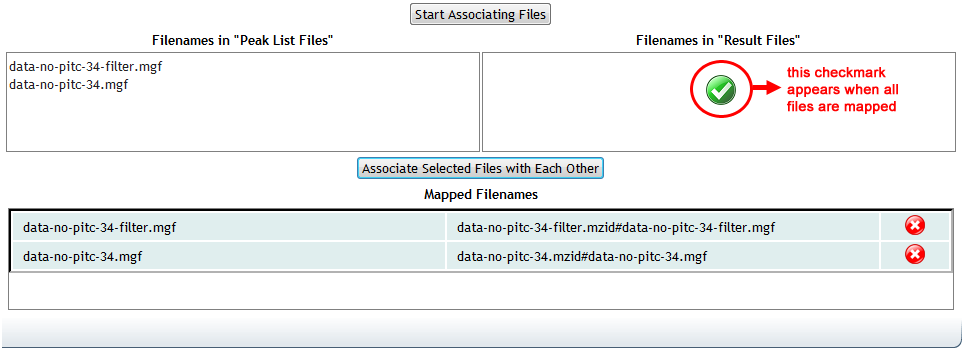 Start Associating Files
Filenames in "Peak List Files"
Filenames in "Result Files"
data-no-pitc-34-filter.mgf
data-no-pitc-34.mgf
this checkmark
appears when all
files are mapped
Associate Selected Files with Each Other
Mapped Filenames
data-no-pitc-34-filter.mgf data-no-pitc-34-filter.mzid#data-no-pitc-34-filter.mgf
data-no-pitc-34.mgf data-no-pitc-34.mzid#data-no-pitc-34.mgf